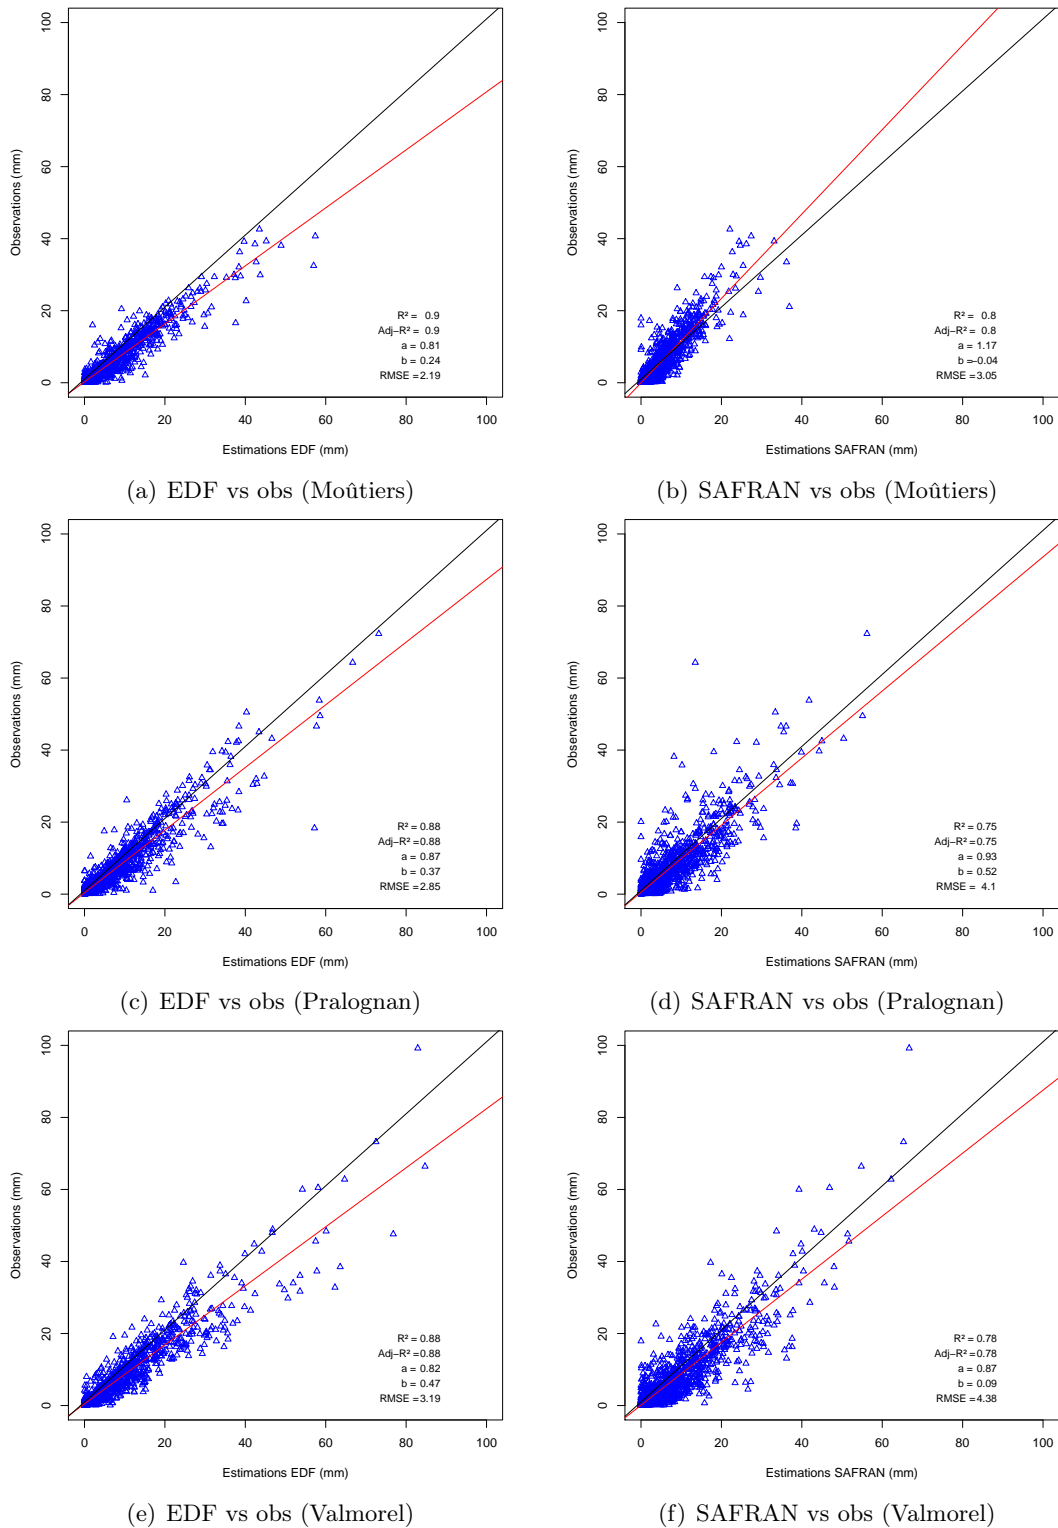 100
80
60
40
20
0
Observations (mm)
R² = 0.9
Adj−R² = 0.9
a = 0.81
b = 0.24
RMSE =2.19
0 20 40 60 80 100
Estimations EDF (mm)
(a) EDF vs obs (Moûtiers)
100
80
60
40
20
0
Observations (mm)
R² = 0.8
Adj−R² = 0.8
a = 1.17
b =−0.04
RMSE =3.05
0 20 40 60 80 100
Estimations SAFRAN (mm)
(b) SAFRAN vs obs (Moûtiers)
100
80
60
40
20
0
Observations (mm)
R² = 0.88
Adj−R² =0.88
a = 0.87
b = 0.37
RMSE =2.85
0 20 40 60 80 100
Estimations EDF (mm)
(c) EDF vs obs (Pralognan)
100
80
60
40
20
0
Observations (mm)
R² = 0.75
Adj−R² =0.75
a = 0.93
b = 0.52
RMSE = 4.1
0 20 40 60 80 100
Estimations SAFRAN (mm)
(d) SAFRAN vs obs (Pralognan)
100
80
60
40
20
0
Observations (mm)
R² = 0.88
Adj−R² =0.88
a = 0.82
b = 0.47
RMSE =3.19
0 20 40 60 80 100
Estimations EDF (mm)
(e) EDF vs obs (Valmorel)
100
80
60
40
20
0
Observations (mm)
R² = 0.78
Adj−R² =0.78
a = 0.87
b = 0.09
RMSE =4.38
0 20 40 60 80 100
Estimations SAFRAN (mm)
(f) SAFRAN vs obs (Valmorel)